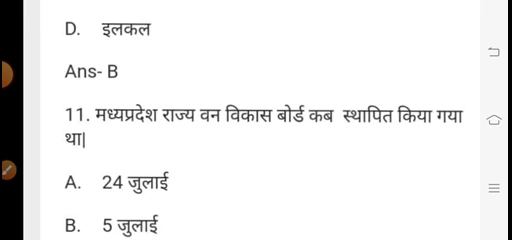 D. इलकल
Ans- B
11. मध्यप्रदेश राज्य वन विकास बोर्ड कब स्थापित किया गया
था|
A. 24 जुलाई
B. 5 जुलाई